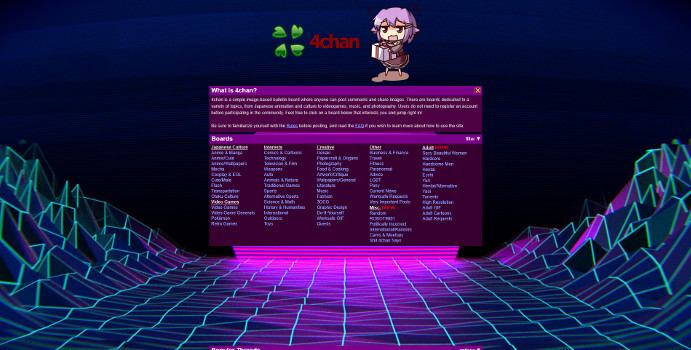 4chan
What is 4chan?
4chan is a simple image-based bulletin board where anyone can post comments and share images. There are boards dedicated to a
variety of topics, from Japanese animation and culture to videogames, music, and photography. Users do not need to register an account
before participating in the community. Feel free to click on a board below that interests you and jump right in!
Be sure to familiarize yourself with the Rules before posting, and read the FAQ if you wish to learn more about how to use the site.
Boards
filter ▼
Japanese Culture
Anime & Manga
Anime/Cute
Anime/Wallpapers
Mecha
Cosplay & EGL
Cute/Male
Flash
Transportation
Otaku Culture
Video Games
Video Games
Video Game Generals
Pokémon
Retro Games
Interests
Comics & Cartoons
Technology
Television & Film
Weapons
Auto
Animals & Nature
Traditional Games
Sports
Alternative Sports
Science & Math
History & Humanities
International
Outdoors
Toys
Creative
Oekaki
Papercraft & Origami
Photography
Artwork/Critique
Wallpapers/General
Literature
Music
Fashion
3DCG
Graphic Design
Do-It-Yourself
Worksafe GIF
Quests
Other
Business & Finance
Travel
Fitness
Paranormal
Advice
LGBT
Pony
Current News
Worksafe Requests
Very Important Posts
Misc.
Random
ROBOT9001
Politically Incorrect
International/Random
Cams & Meetups
Shit 4chan Says
Adult
Sexy Beautiful Women
Hardcore
Handsome Men
Hentai
Ecchi
Yuri
Hentai/Alternative
Yaoi
Torrents
High Resolution
Adult GIF
Adult Cartoons
Adult Requests
Popular Threads